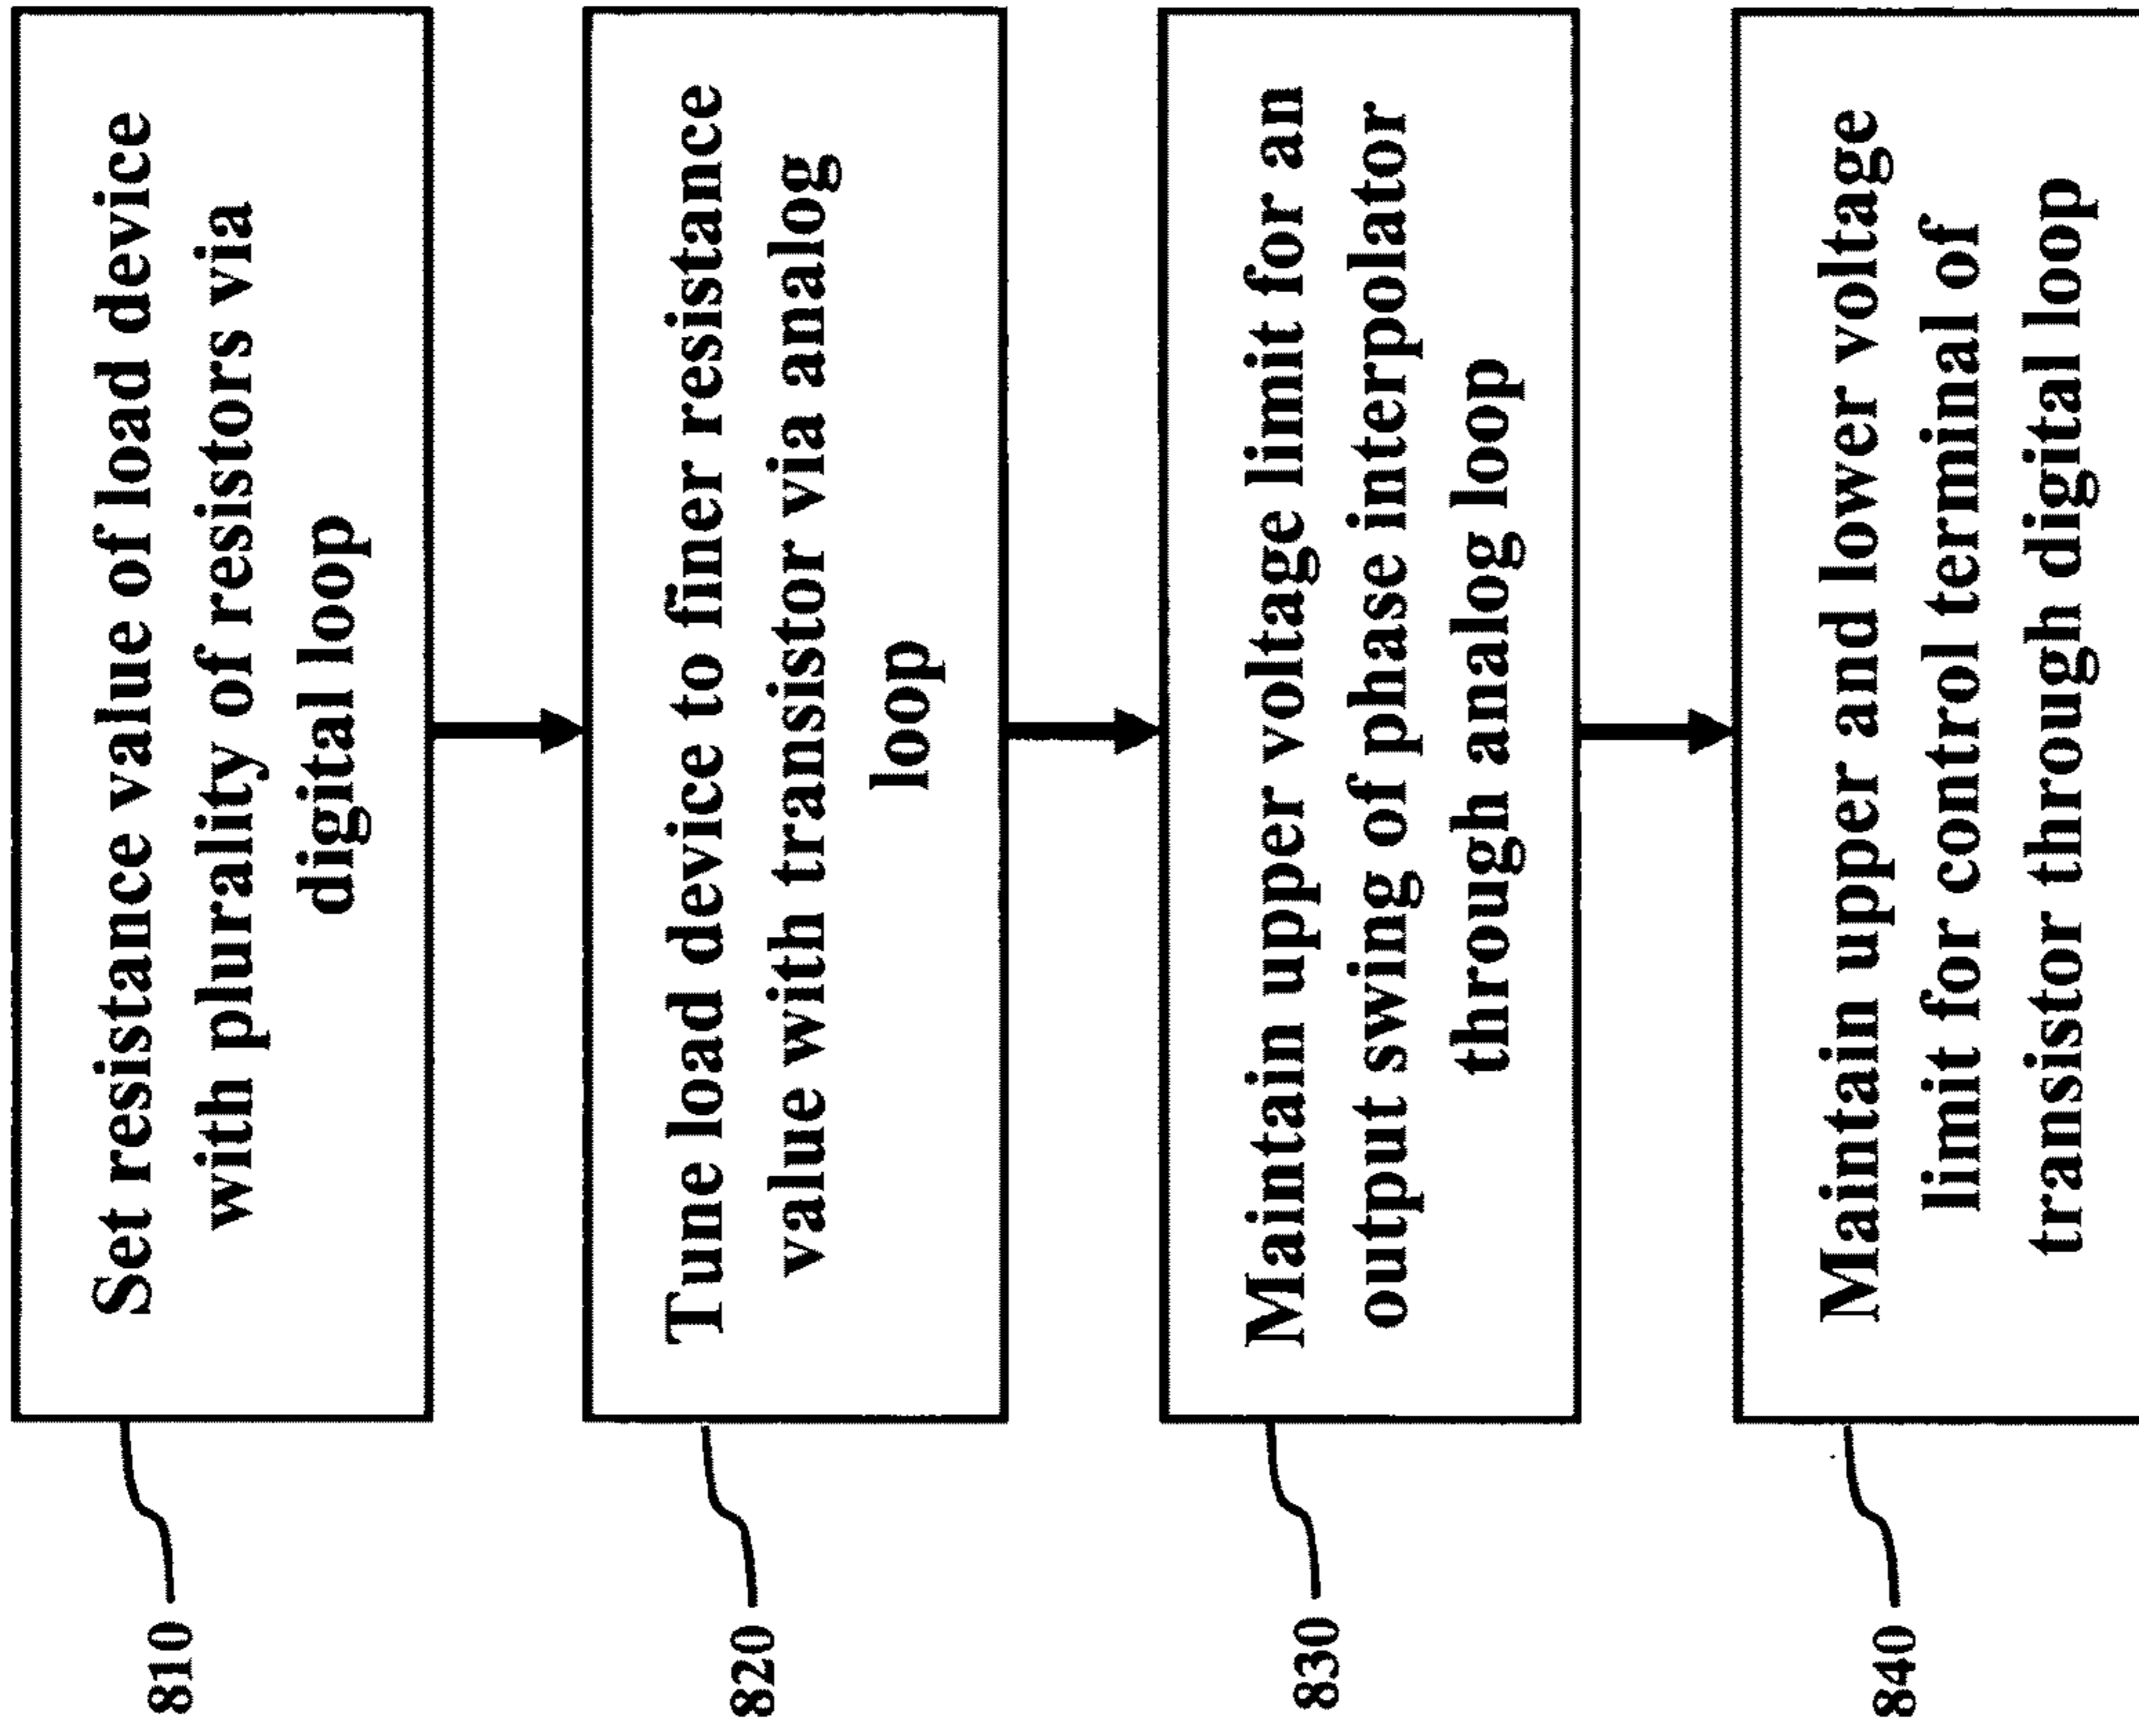 810
Set resistance value of load device
with plurality of resistors via
digital loop
820
Tune load device to finer resistance
value with transistor via analog
loop
830
Maintain upper voltage limit for an
output swing of phase interpolator
through analog loop
840
Maintain upper and lower voltage
limit for control terminal of
transistor through digital loop